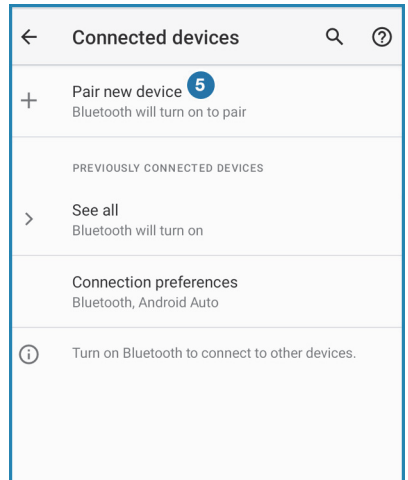 Connected devices
Pair new device 5
Bluetooth will turn on to pair
PREVIOUSLY CONNECTED DEVICES
See all
Bluetooth will turn on
Connection preferences
Bluetooth, Android Auto
Turn on Bluetooth to connect to other devices.